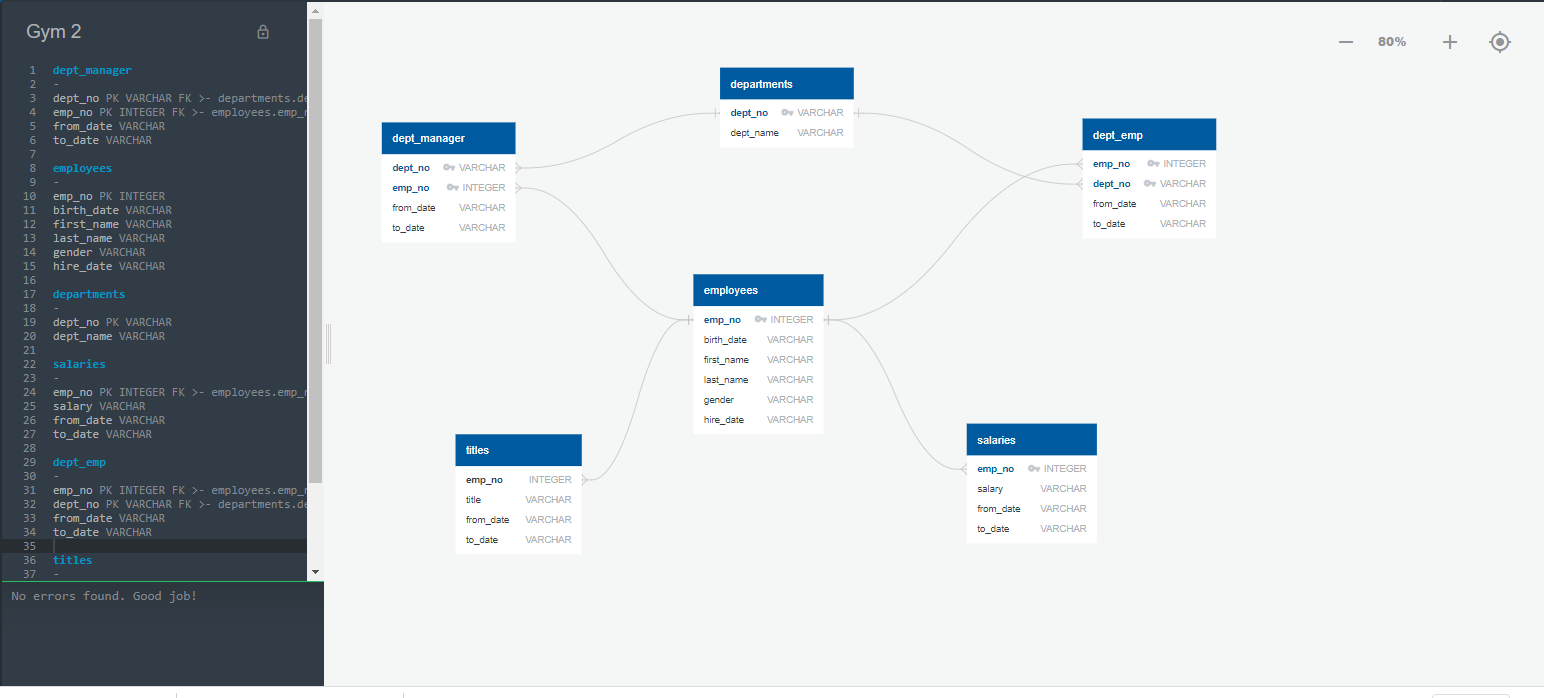 Gym 2
1 dept_manager
2 -
3 dept_no PK VARCHAR FK >- departments.de
4 emp_no PK INTEGER FK >- employees.emp_n
5 from_date VARCHAR
6 to_date VARCHAR
7
8 employees
9 -
10 emp_no PK INTEGER
11 birth_date VARCHAR
12 first_name VARCHAR
13 last_name VARCHAR
14 gender VARCHAR
15 hire_date VARCHAR
16
17 departments
18 -
19 dept_no PK VARCHAR
20 dept_name VARCHAR
21
22 salaries
23 -
24 emp_no PK INTEGER FK >- employees.emp_n
25 salary VARCHAR
26 from_date VARCHAR
27 to_date VARCHAR
28
29 dept_emp
30 -
31 emp_no PK INTEGER FK >- employees.emp_n
32 dept_no PK VARCHAR FK >- departments.de
33 from_date VARCHAR
34 to_date VARCHAR
35
36 titles
37 -
No errors found. Good job!
80%
departments
dept_no VARCHAR
dept_name VARCHAR
dept_manager
dept_no VARCHAR
emp_no INTEGER
from_date VARCHAR
to_date VARCHAR
dept_emp
emp_no INTEGER
dept_no VARCHAR
from_date VARCHAR
to_date VARCHAR
employees
emp_no INTEGER
birth_date VARCHAR
first_name VARCHAR
last_name VARCHAR
gender VARCHAR
hire_date VARCHAR
titles
emp_no INTEGER
title VARCHAR
from_date VARCHAR
to_date VARCHAR
salaries
emp_no INTEGER
salary VARCHAR
from_date VARCHAR
to_date VARCHAR